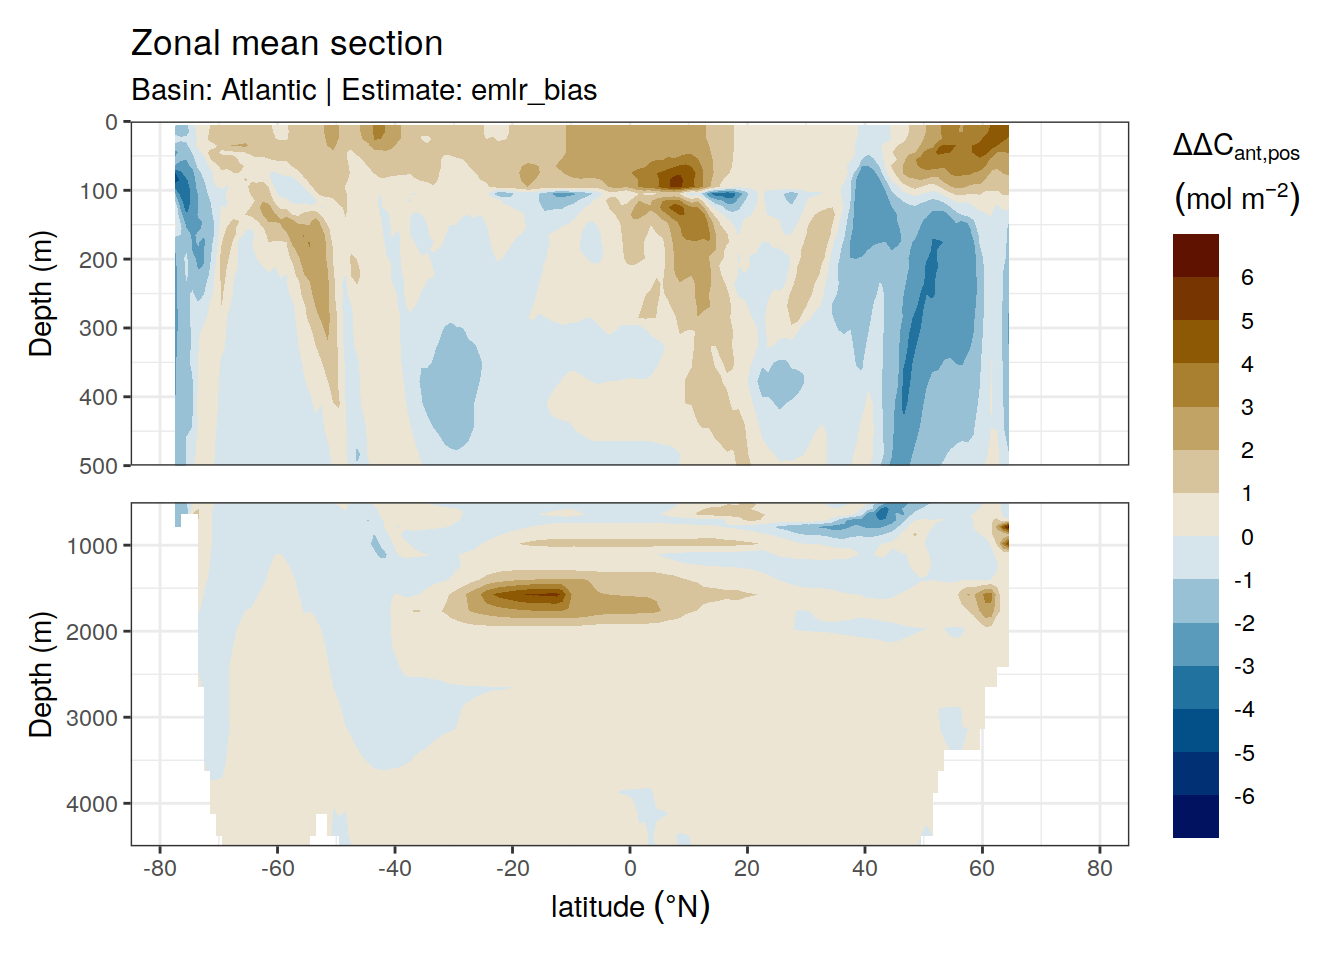 Zonal mean section
Basin: Atlantic | Estimate: emlr_bias
0
100
200
300
400
500
Depth (m)
1000
2000
3000
4000
Depth (m)
-80 -60 -40 -20 0 20 40 60 80
latitude (°N)
ΔΔC_ant,pos
(mol m⁻²)
6
5
4
3
2
1
0
-1
-2
-3
-4
-5
-6